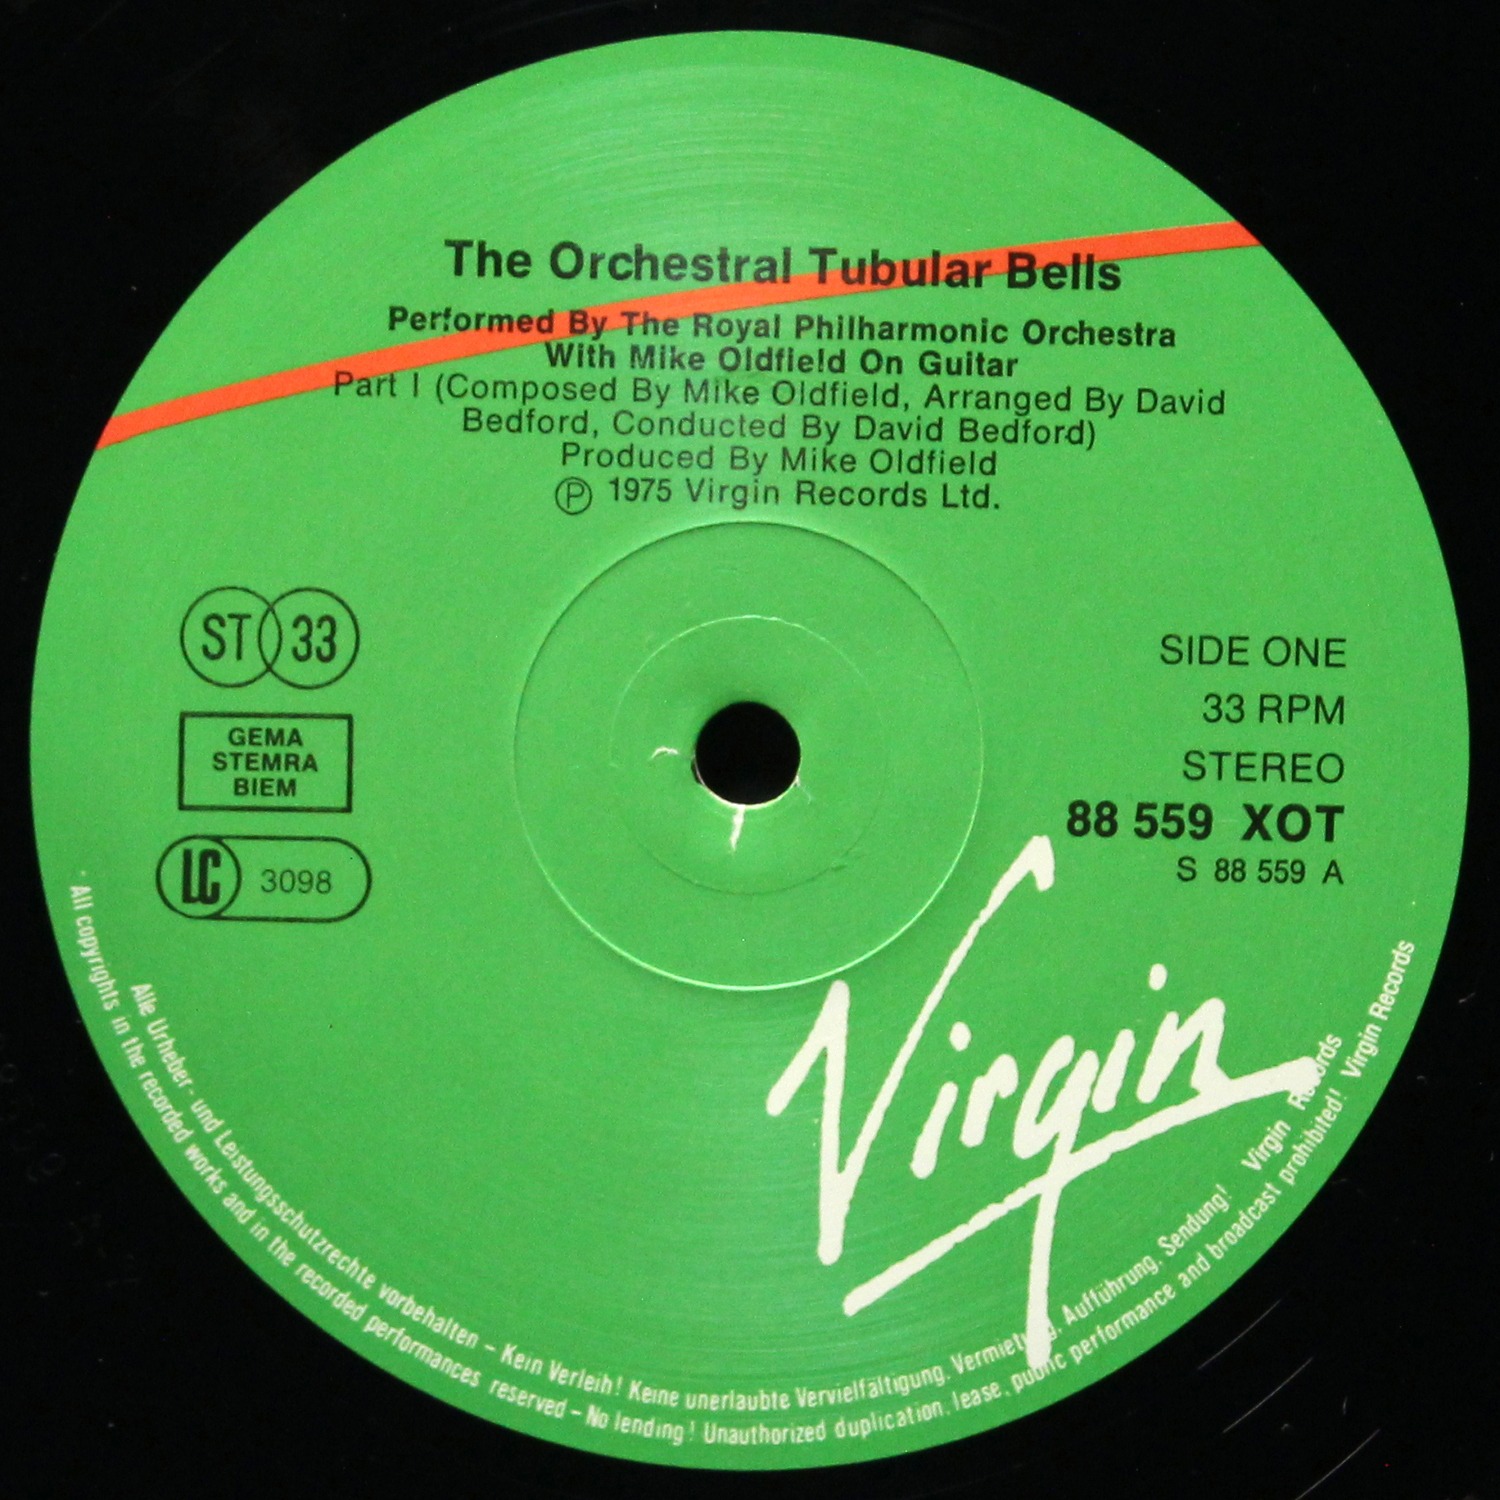 The Orchestral Tubular Bells
Performed By The Royal Philharmonic Orchestra
With Mike Oldfield On Guitar
Part I (Composed By Mike Oldfield, Arranged By David
Bedford, Conducted By David Bedford)
Produced By Mike Oldfield
Ⓟ 1975 Virgin Records Ltd.
ST 33
GEMA
STEMRA
BIEM
LC 3098
SIDE ONE
33 RPM
STEREO
88 559 XOT
S 88 559 A
Virgin
Alle Urheber- und Leistungsschutzrechte vorbehalten – Kein Verleih! Keine unerlaubte Vervielfältigung, Vermietung, Aufführung, Sendung! Virgin Records
· All copyrights in the recorded works and in the recorded performances reserved – No lending! Unauthorized duplication, lease, public performance and broadcast prohibited! Virgin Records